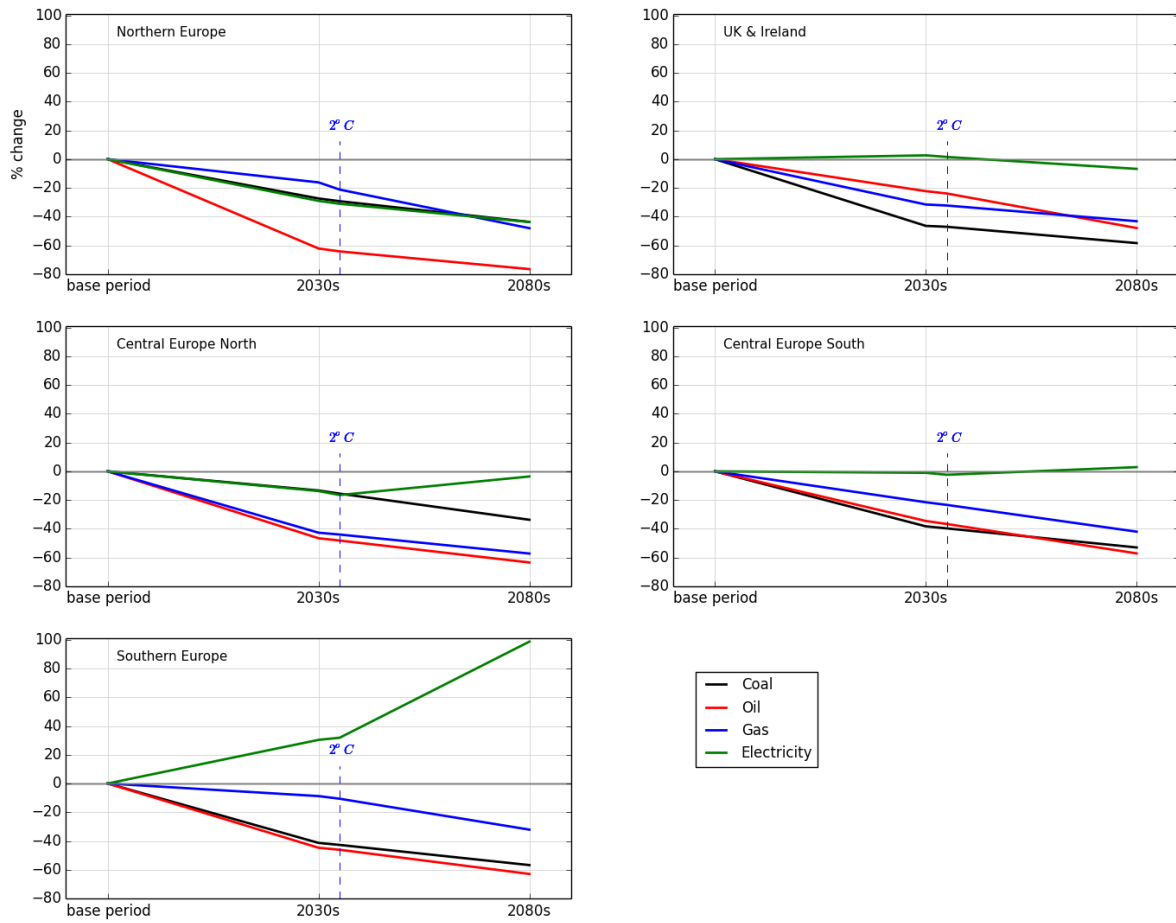 Northern Europe
% change
100
80
60
40
20
0
−20
−40
−60
−80
2° C
base period 2030s 2080s
UK & Ireland
100
80
60
40
20
0
−20
−40
−60
−80
2° C
base period 2030s 2080s
Central Europe North
100
80
60
40
20
0
−20
−40
−60
−80
2° C
base period 2030s 2080s
Central Europe South
100
80
60
40
20
0
−20
−40
−60
−80
2° C
base period 2030s 2080s
Southern Europe
100
80
60
40
20
0
−20
−40
−60
−80
2° C
base period 2030s 2080s
Coal
Oil
Gas
Electricity